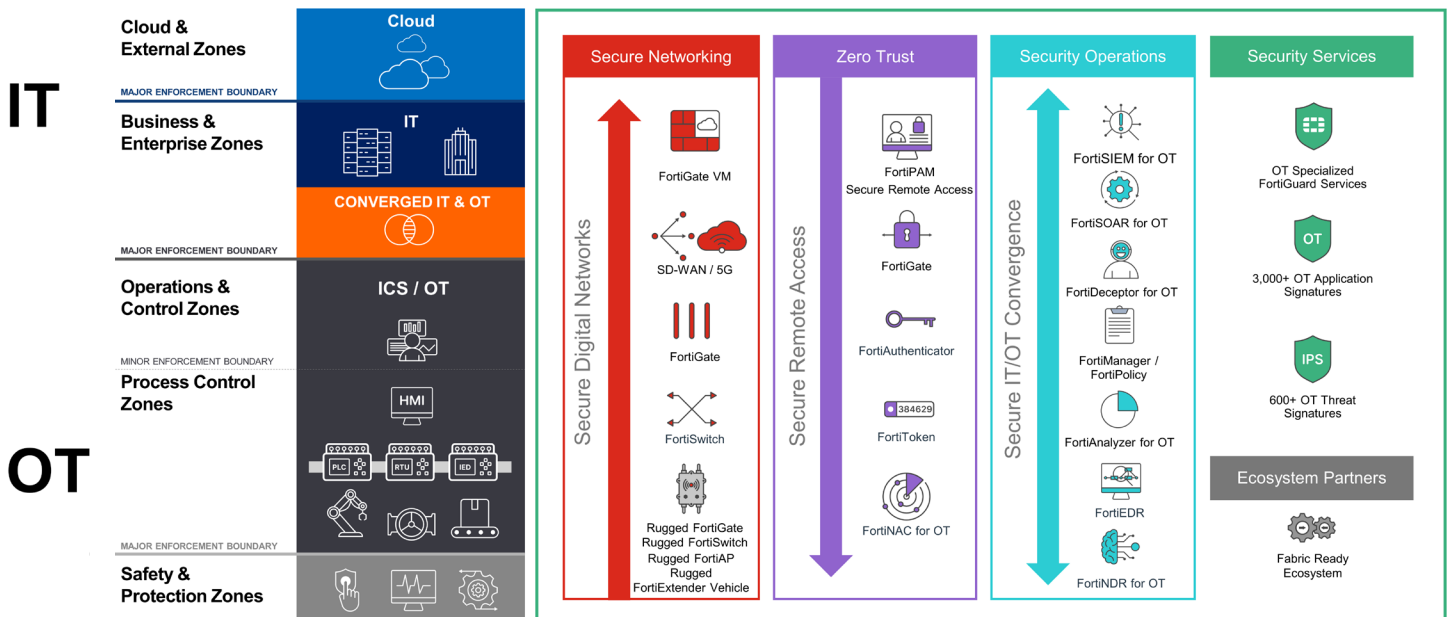 IT
OT
Cloud &
External Zones
MAJOR ENFORCEMENT BOUNDARY
Business &
Enterprise Zones
MAJOR ENFORCEMENT BOUNDARY
Operations &
Control Zones
MINOR ENFORCEMENT BOUNDARY
Process Control
Zones
MAJOR ENFORCEMENT BOUNDARY
Safety &
Protection Zones
Cloud
IT
CONVERGED IT & OT
ICS / OT
HMI
PLC
RTU
IED
Secure Networking
Secure Digital Networks
FortiGate VM
SD-WAN / 5G
FortiGate
FortiSwitch
Rugged FortiGate
Rugged FortiSwitch
Rugged FortiAP
Rugged
FortiExtender Vehicle
Zero Trust
Secure Remote Access
FortiPAM
Secure Remote Access
FortiGate
FortiAuthenticator
384629
FortiToken
FortiNAC for OT
Security Operations
Secure IT/OT Convergence
FortiSIEM for OT
FortiSOAR for OT
FortiDeceptor for OT
FortiManager /
FortiPolicy
FortiAnalyzer for OT
FortiEDR
FortiNDR for OT
Security Services
OT Specialized
FortiGuard Services
OT
3,000+ OT Application
Signatures
IPS
600+ OT Threat
Signatures
Ecosystem Partners
Fabric Ready
Ecosystem